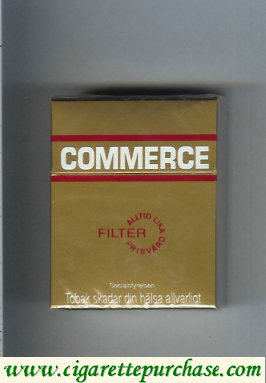 COMMERCE
ALLTID LIKA
FILTER
PRISVÄRD
Socialstyrelsen
Tobak skadar din hälsa allvarligt
www.cigarettepurchase.com